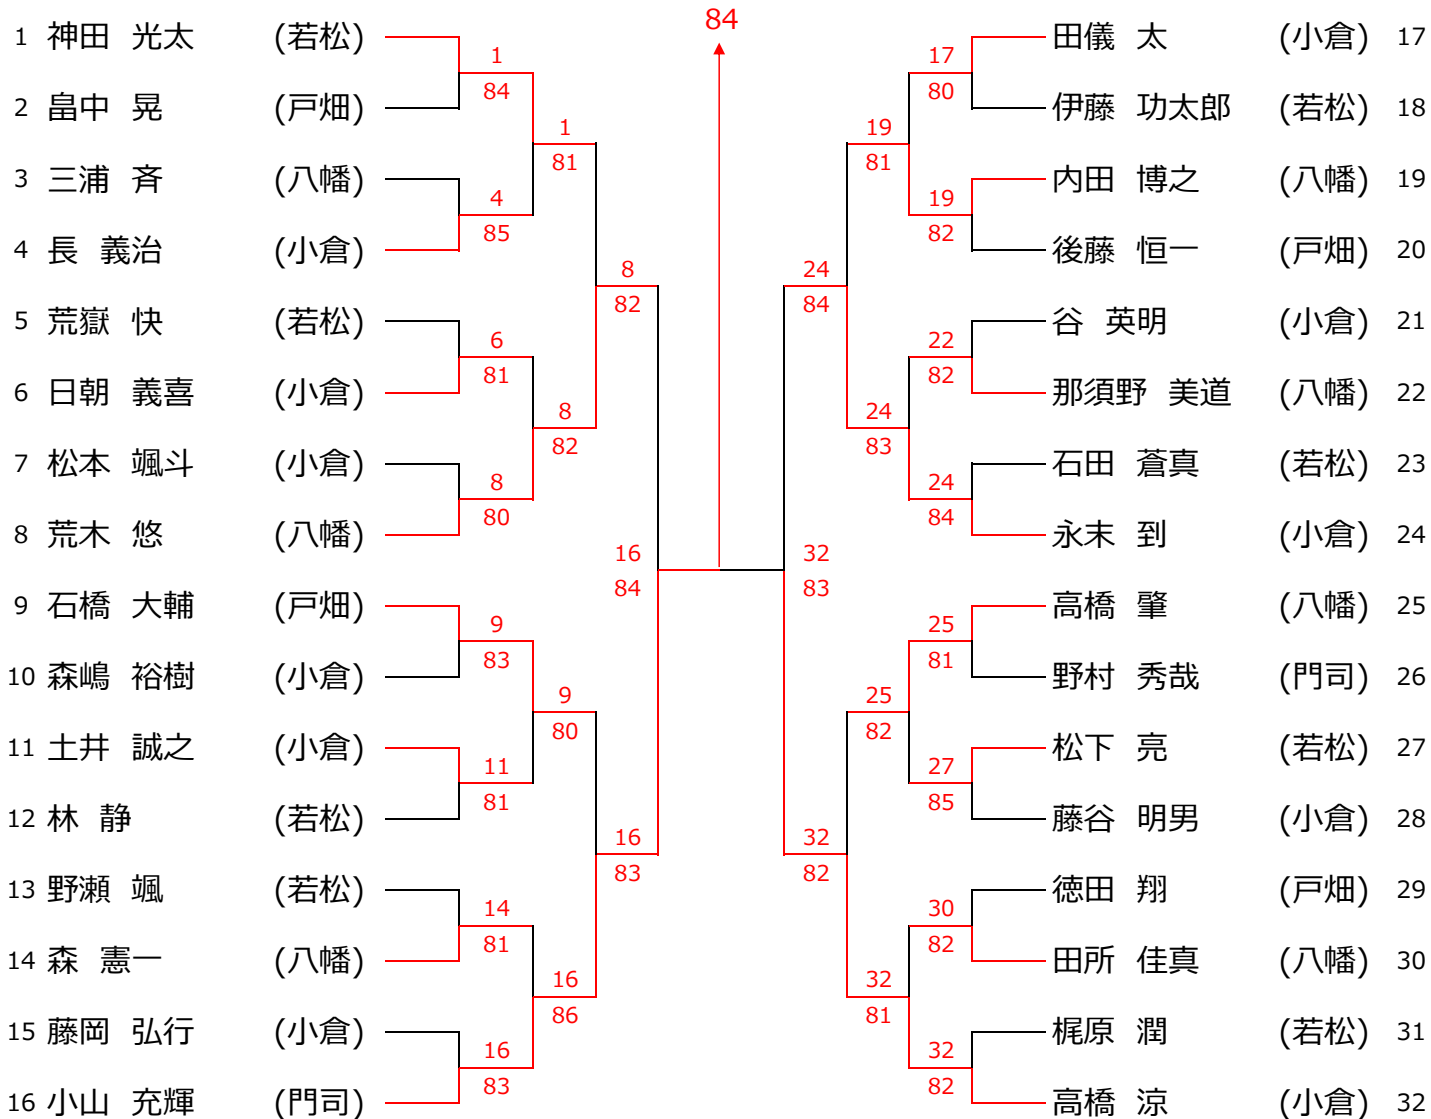 84
1 神田 光太 (若松)
1
84
2 畠中 晃 (戸畑)
1
81
3 三浦 斉 (八幡)
4
85
4 長 義治 (小倉)
8
82
5 荒嶽 快 (若松)
6
81
6 日朝 義喜 (小倉)
8
82
7 松本 颯斗 (小倉)
8
80
8 荒木 悠 (八幡)
16
84
9 石橋 大輔 (戸畑)
9
83
10 森嶋 裕樹 (小倉)
9
80
11 土井 誠之 (小倉)
11
81
12 林 静 (若松)
16
83
13 野瀬 颯 (若松)
14
81
14 森 憲一 (八幡)
16
86
15 藤岡 弘行 (小倉)
16
83
16 小山 充輝 (門司)
田儀 太 (小倉) 17
17
80
伊藤 功太郎 (若松) 18
19
81
内田 博之 (八幡) 19
19
82
後藤 恒一 (戸畑) 20
24
84
谷 英明 (小倉) 21
22
82
那須野 美道 (八幡) 22
24
83
石田 蒼真 (若松) 23
24
84
永末 到 (小倉) 24
32
83
高橋 肇 (八幡) 25
25
81
野村 秀哉 (門司) 26
25
82
松下 亮 (若松) 27
27
85
藤谷 明男 (小倉) 28
32
82
徳田 翔 (戸畑) 29
30
82
田所 佳真 (八幡) 30
32
81
梶原 潤 (若松) 31
32
82
高橋 涼 (小倉) 32